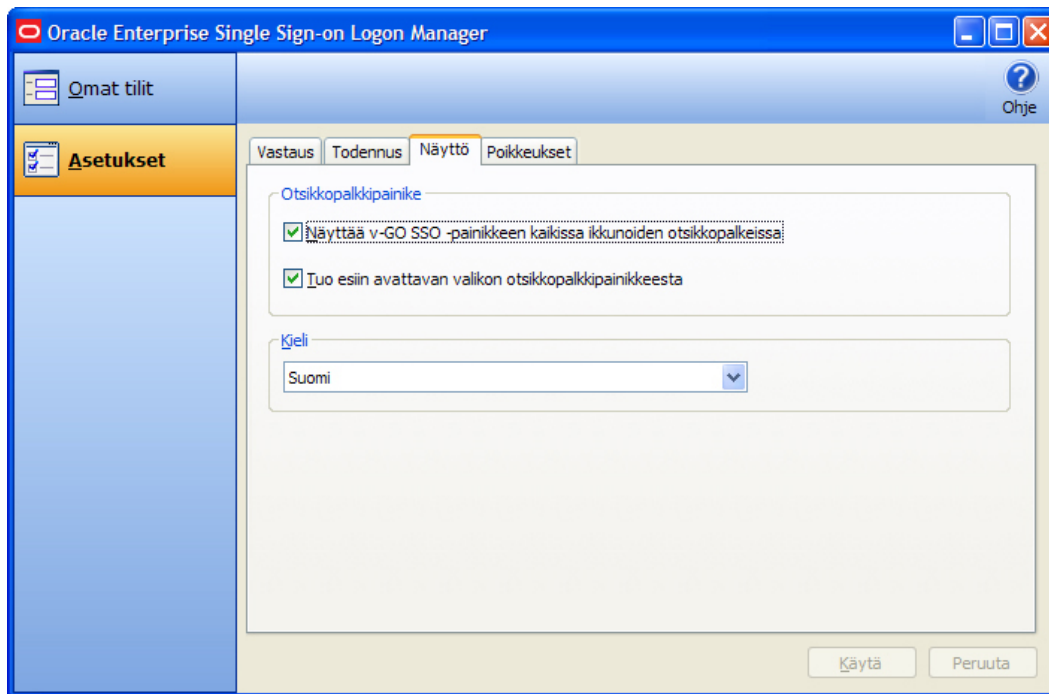 Oracle Enterprise Single Sign-on Logon Manager
Omat tilit
Ohje
Asetukset
Vastaus Todennus Näyttö Poikkeukset
Otsikkopalkkipainike
Näyttää v-GO SSO -painikkeen kaikissa ikkunoiden otsikkopalkeissa
Tuo esiin avattavan valikon otsikkopalkkipainikkeesta
Kieli
Suomi
Käytä Peruuta